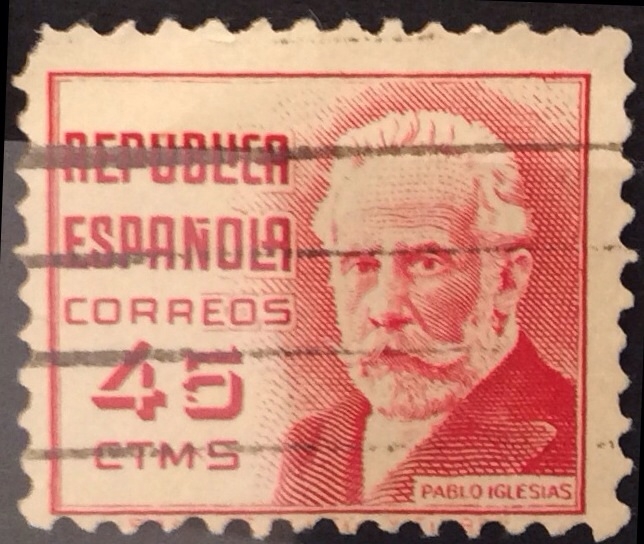 REPUBLICA
ESPAÑOLA
CORREOS
45
CTMS
PABLO IGLESIAS